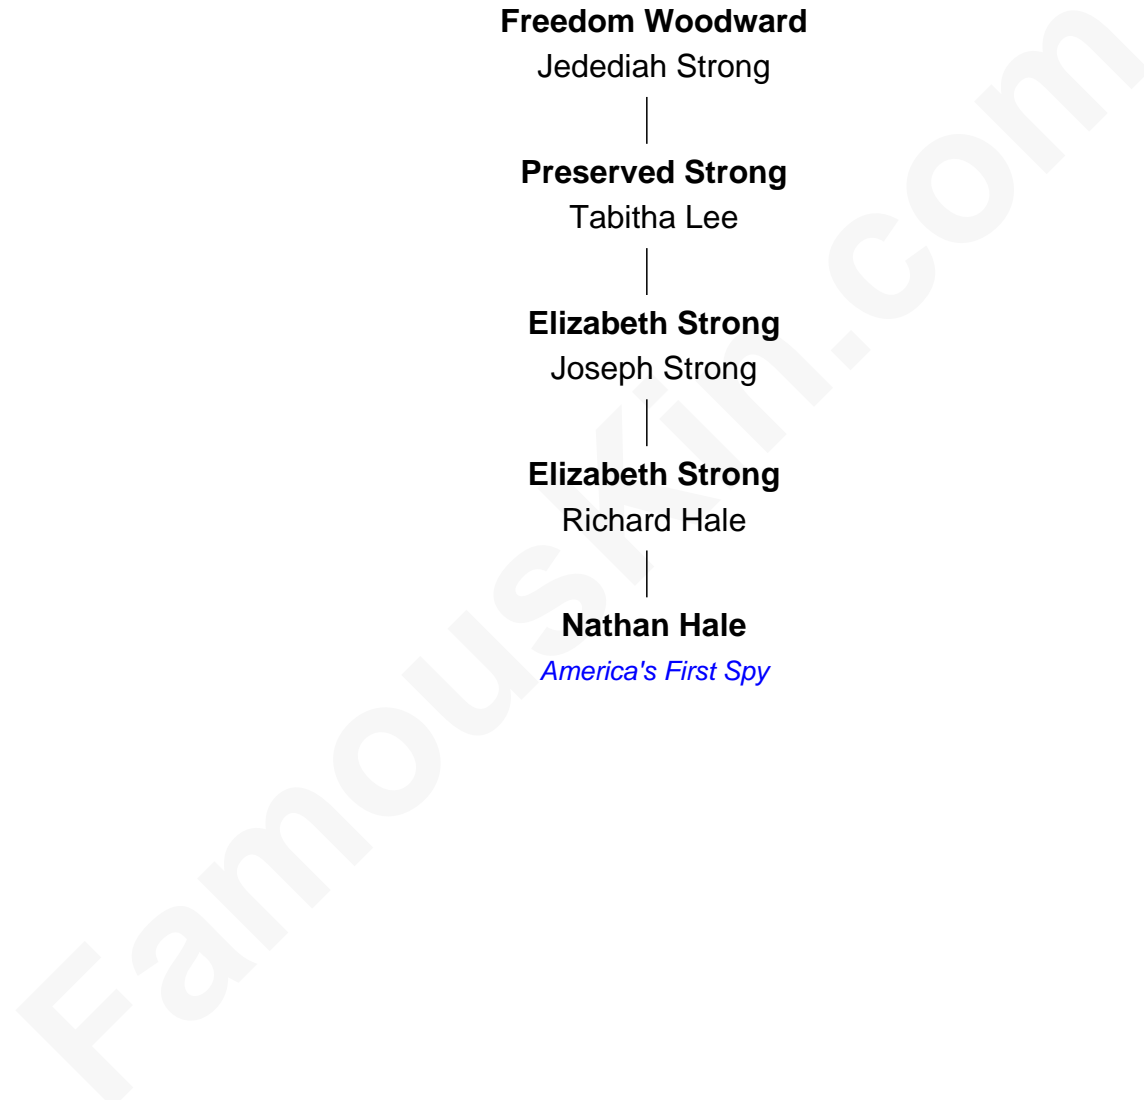 Freedom Woodward
Jedediah Strong
Preserved Strong
Tabitha Lee
Elizabeth Strong
Joseph Strong
Elizabeth Strong
Richard Hale
Nathan Hale
America's First Spy
FamousKin.com